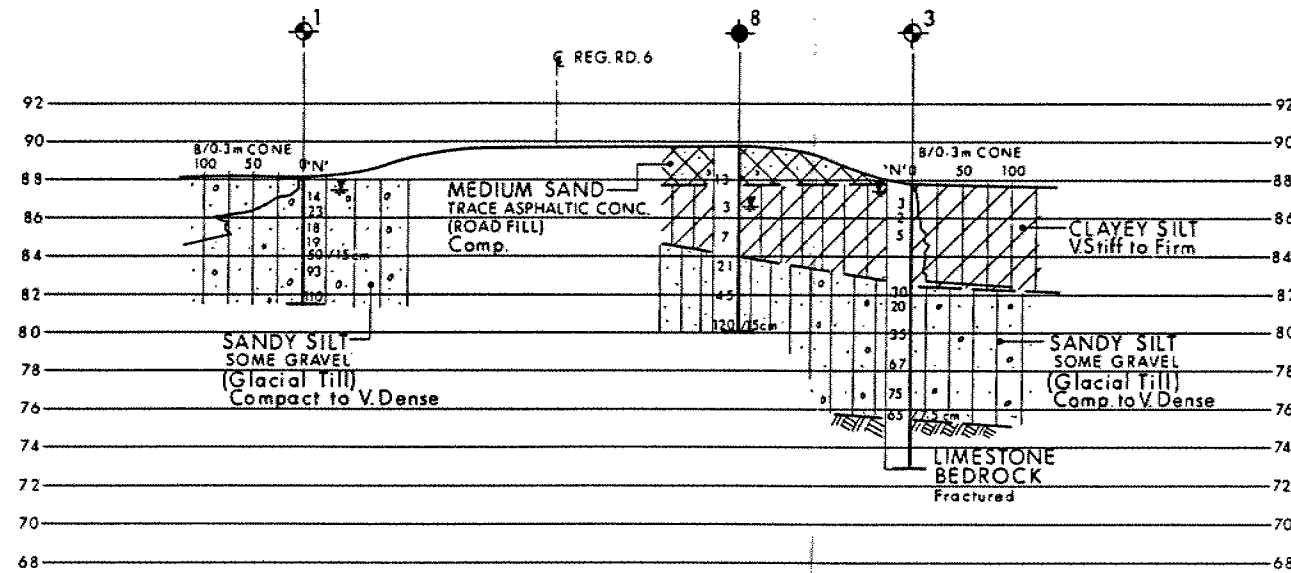 1
8
3
℄ REG. RD. 6
92
92
90
90
B/0·3m CONE
100 50 0 'N'
B/0·3m CONE
'N' 0 50 100
88
88
86
86
84
84
82
82
80
80
78
78
76
76
74
74
72
72
70
70
68
68
14
23
18
19
50/15cm
93
110
MEDIUM SAND
TRACE ASPHALTIC CONC.
(ROAD FILL)
Comp.
13
3
7
21
45
120/15cm
3
2
5
10
20
35
67
75
CLAYEY SILT
V.Stiff to Firm
SANDY SILT
SOME GRAVEL
(Glacial Till)
Compact to V.Dense
SANDY SILT
SOME GRAVEL
(Glacial Till)
Comp. to V.Dense
LIMESTONE
BEDROCK
Fractured